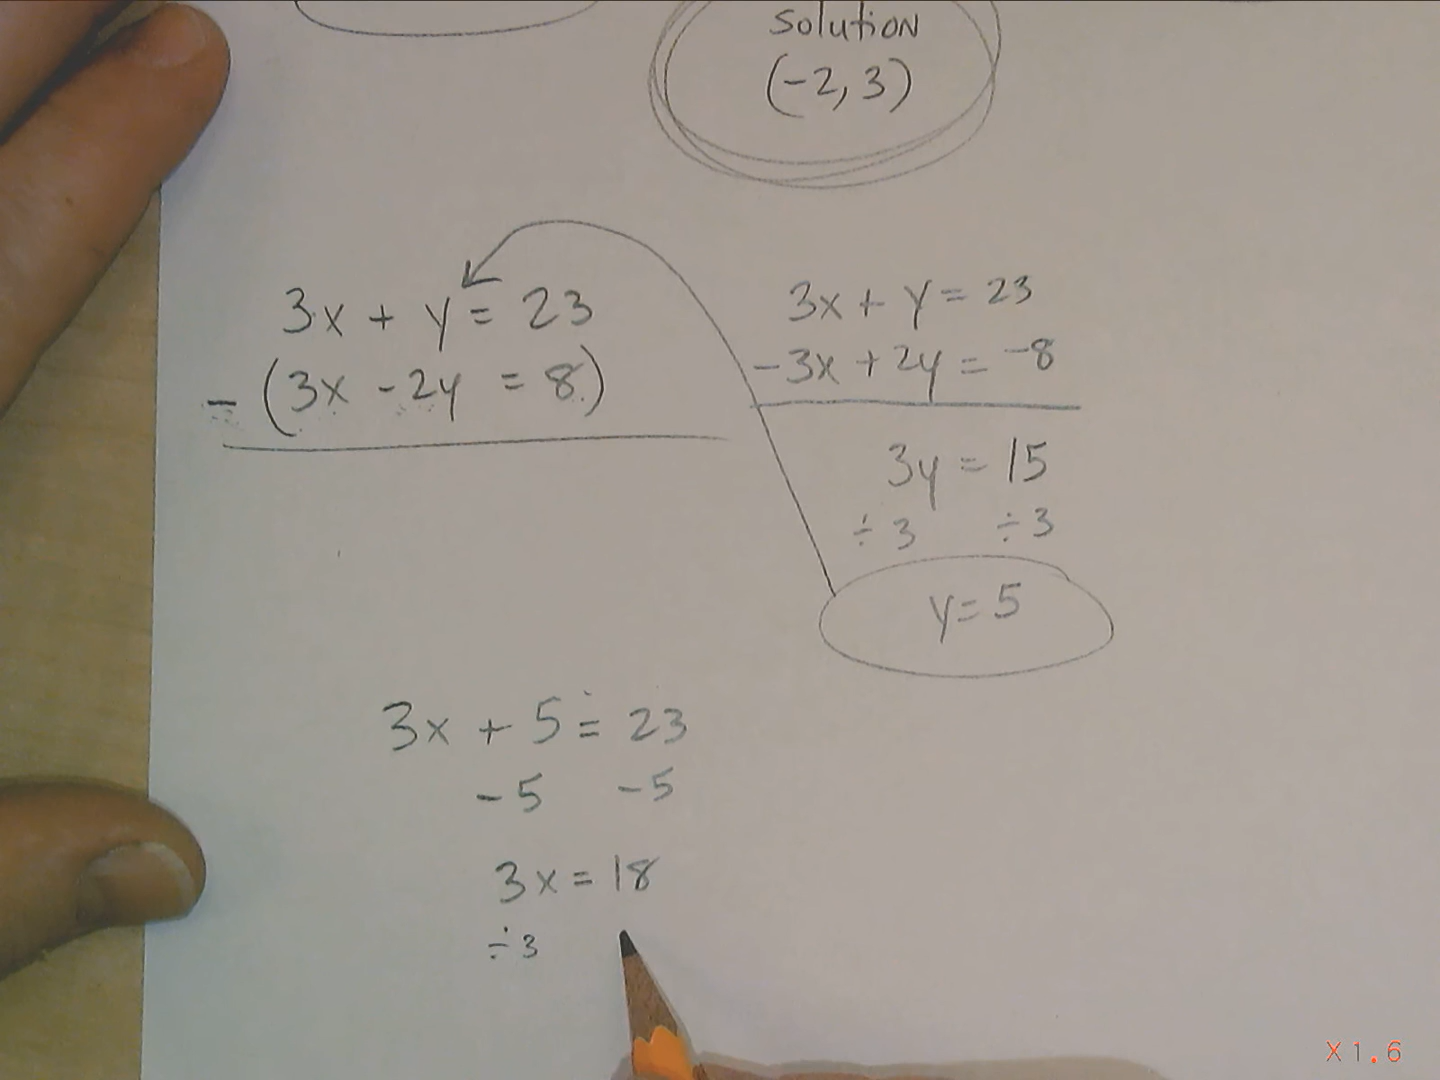 Solution
(-2, 3)
3x + y = 23
- (3x - 2y = 8)
3x + y = 23
-3x + 2y = -8
3y = 15
÷3 ÷3
y = 5
3x + 5 = 23
-5 -5
3x = 18
÷3
X1.6